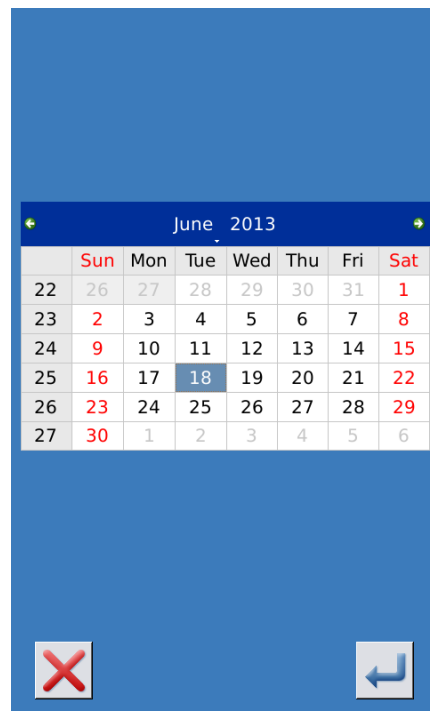 June 2013
Sun Mon Tue Wed Thu Fri Sat
22 26 27 28 29 30 31 1
23 2 3 4 5 6 7 8
24 9 10 11 12 13 14 15
25 16 17 18 19 20 21 22
26 23 24 25 26 27 28 29
27 30 1 2 3 4 5 6